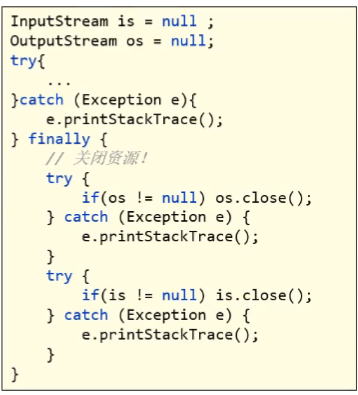 InputStream is = null ;
OutputStream os = null;
try{
    ...
}catch (Exception e){
    e.printStackTrace();
} finally {
    // 关闭资源！
    try {
        if(os != null) os.close();
    } catch (Exception e) {
        e.printStackTrace();
    }
    try {
        if(is != null) is.close();
    } catch (Exception e) {
        e.printStackTrace();
    }
}